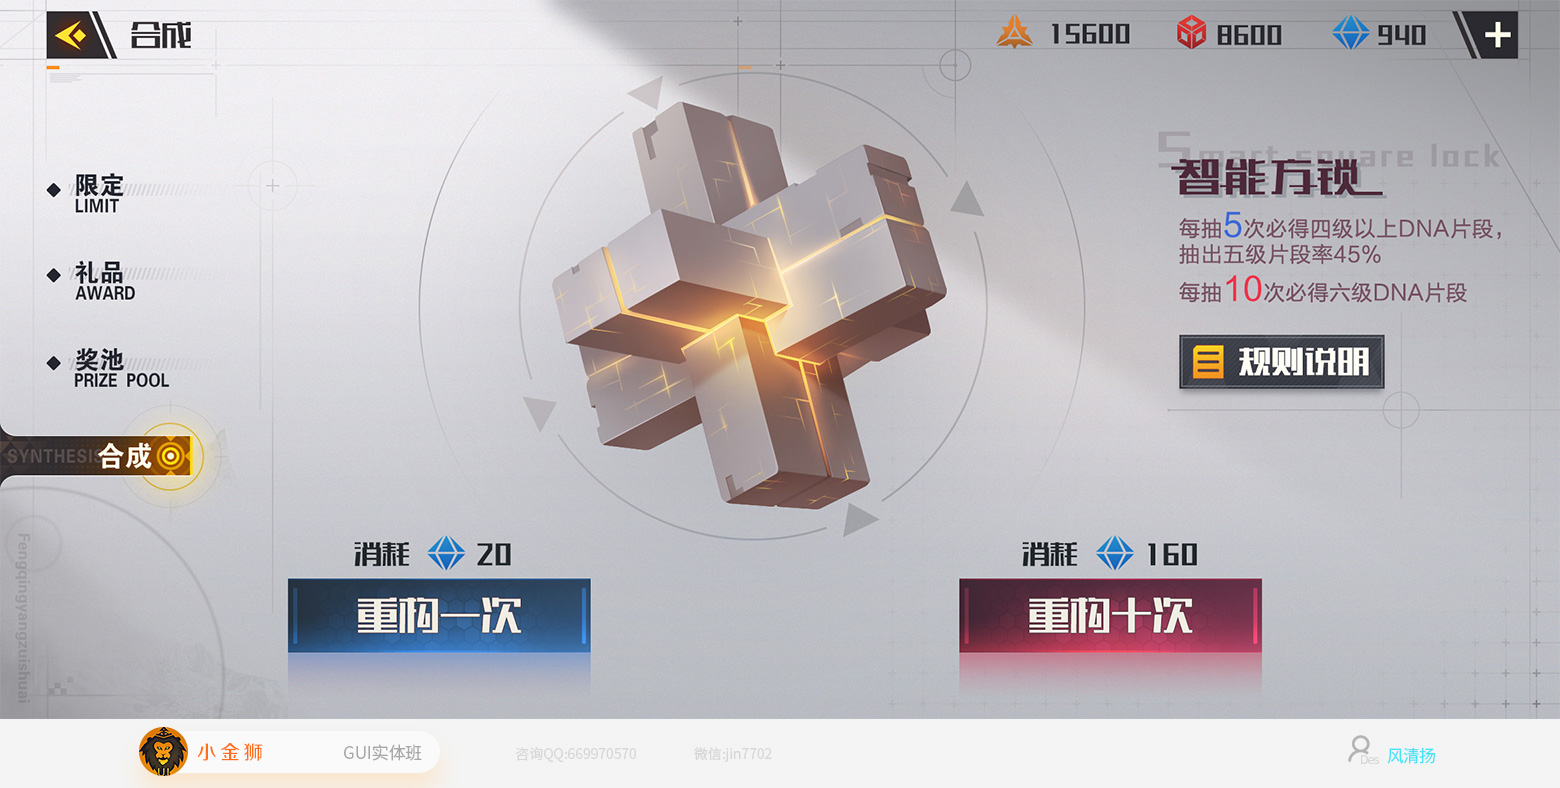 合成
15600
8600
940
限定
LIMIT
礼品
AWARD
奖池
PRIZE POOL
SYNTHESIS
合成
Smart square lock
智能方锁
每抽5次必得四级以上DNA片段，
抽出五级片段率45%
每抽10次必得六级DNA片段
规则说明
消耗 20
重构一次
消耗 160
重构十次
Fengqingyangzuishuai
小金狮
GUI实体班
咨询QQ:669970570
微信:jin7702
Des
风清扬